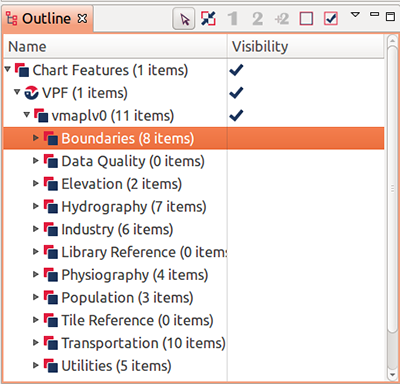 Outline
1 2 +2
Name Visibility
Chart Features (1 items)
VPF (1 items)
vmaplv0 (11 items)
Boundaries (8 items)
Data Quality (0 items)
Elevation (2 items)
Hydrography (7 items)
Industry (6 items)
Library Reference (0 items
Physiography (4 items)
Population (3 items)
Tile Reference (0 items)
Transportation (10 items)
Utilities (5 items)